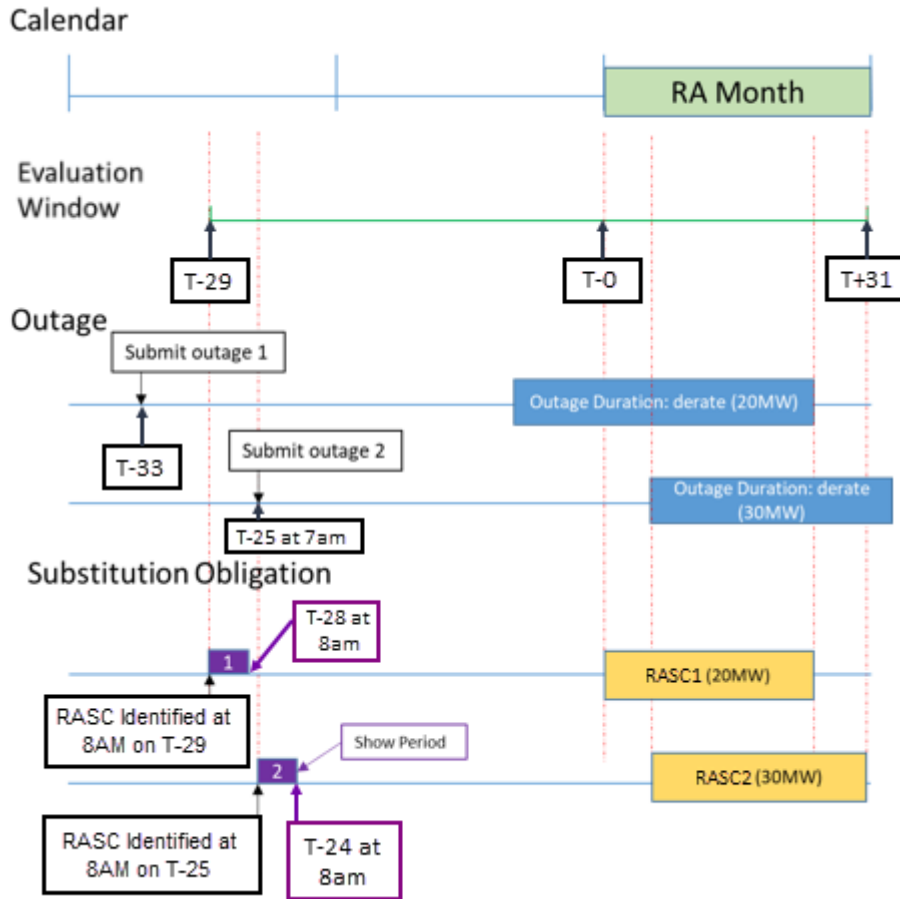 Calendar
RA Month
Evaluation
Window
T-29
T-0
T+31
Outage
Submit outage 1
Outage Duration: derate (20MW)
T-33
Submit outage 2
Outage Duration: derate
(30MW)
T-25 at 7am
Substitution Obligation
T-28 at
8am
1
RASC1 (20MW)
RASC Identified at
8AM on T-29
Show Period
2
RASC2 (30MW)
RASC Identified at
8AM on T-25
T-24 at
8am